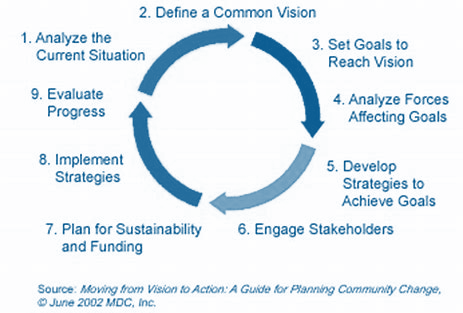 2. Define a Common Vision
1. Analyze the
Current Situation
3. Set Goals to
Reach Vision
9. Evaluate
Progress
4. Analyze Forces
Affecting Goals
8. Implement
Strategies
5. Develop
Strategies to
Achieve Goals
7. Plan for Sustainability
and Funding
6. Engage Stakeholders
Source: Moving from Vision to Action: A Guide for Planning Community Change,
© June 2002 MDC, Inc.